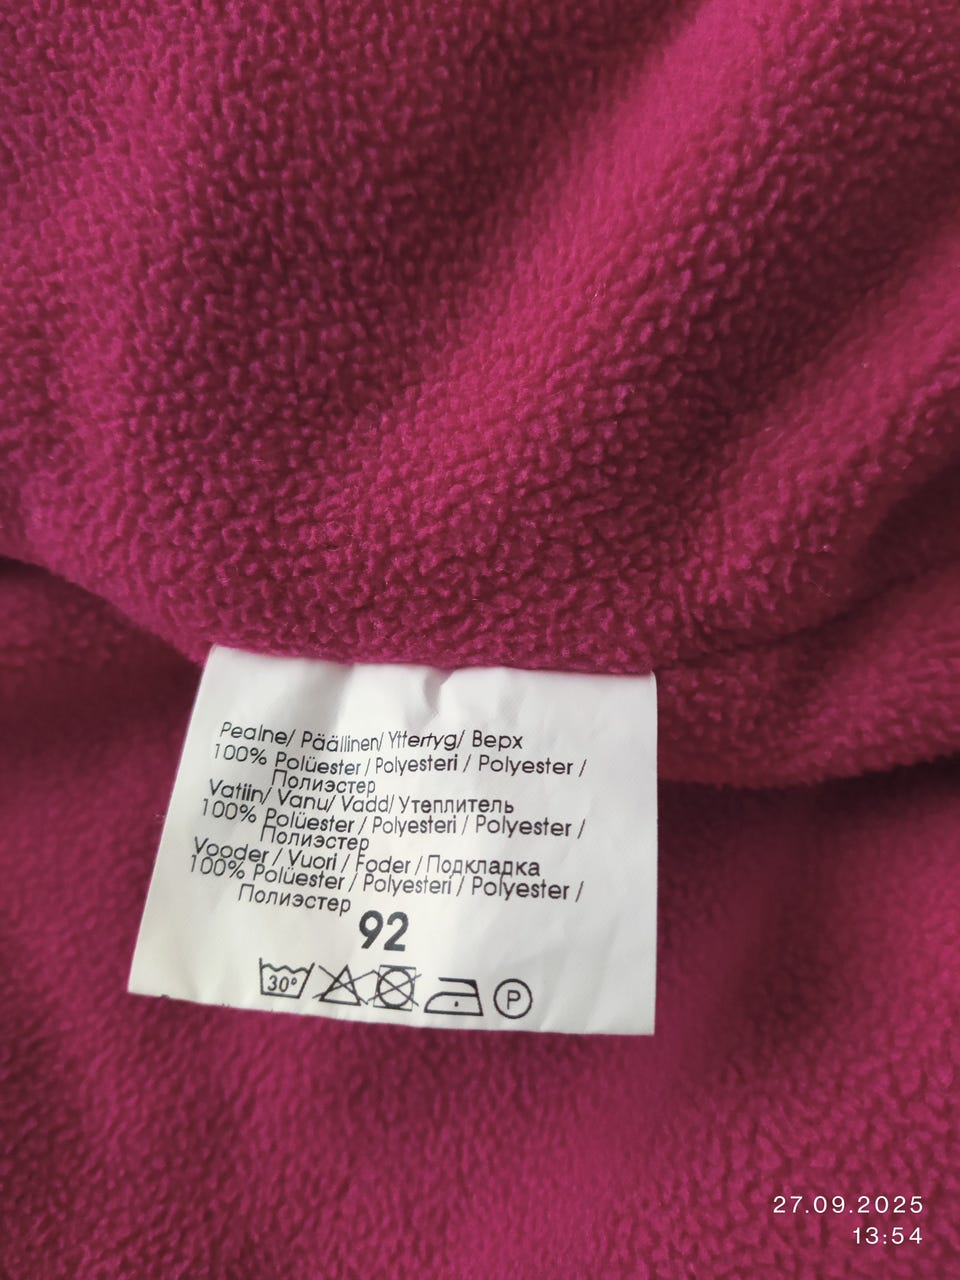 Pealne/ Päällinen/ Yttertyg/ Верх
100% Polüester / Polyesteri / Polyester /
Полиэстер
Vatiin/ Vanu/ Vadd/ Утеплитель
100% Polüester / Polyesteri / Polyester /
Полиэстер
Vooder / Vuori / Foder / Подкладка
100% Polüester / Polyesteri / Polyester /
Полиэстер
92
30° P
27.09.2025
13:54